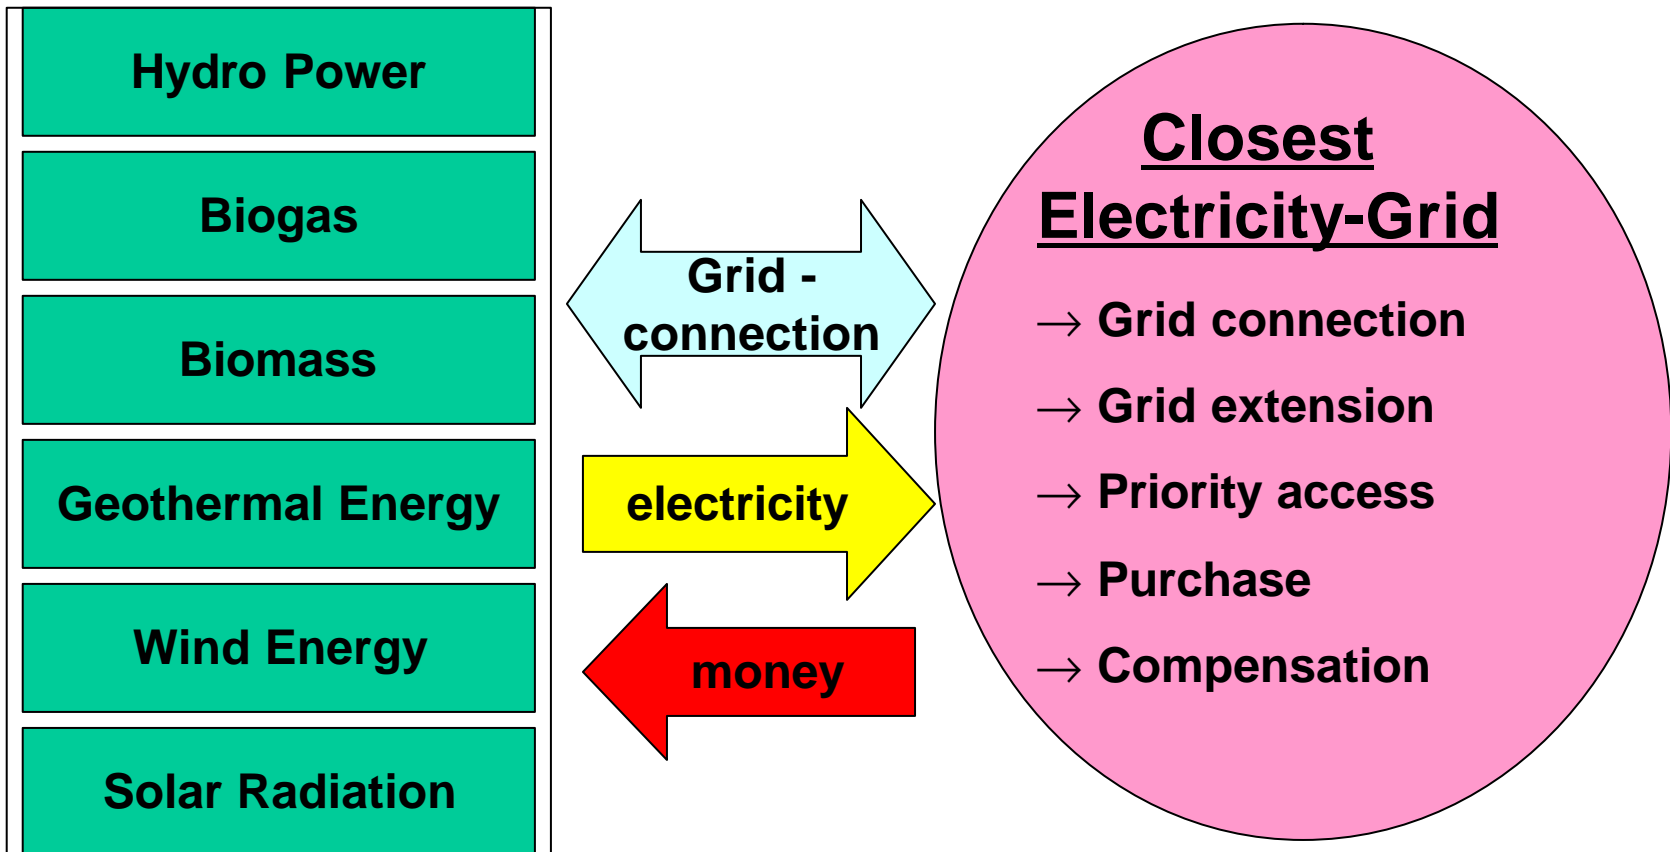 Hydro Power
Biogas
Biomass
Geothermal Energy
Wind Energy
Solar Radiation
Grid -
connection
electricity
money
Closest
Electricity-Grid
→ Grid connection
→ Grid extension
→ Priority access
→ Purchase
→ Compensation